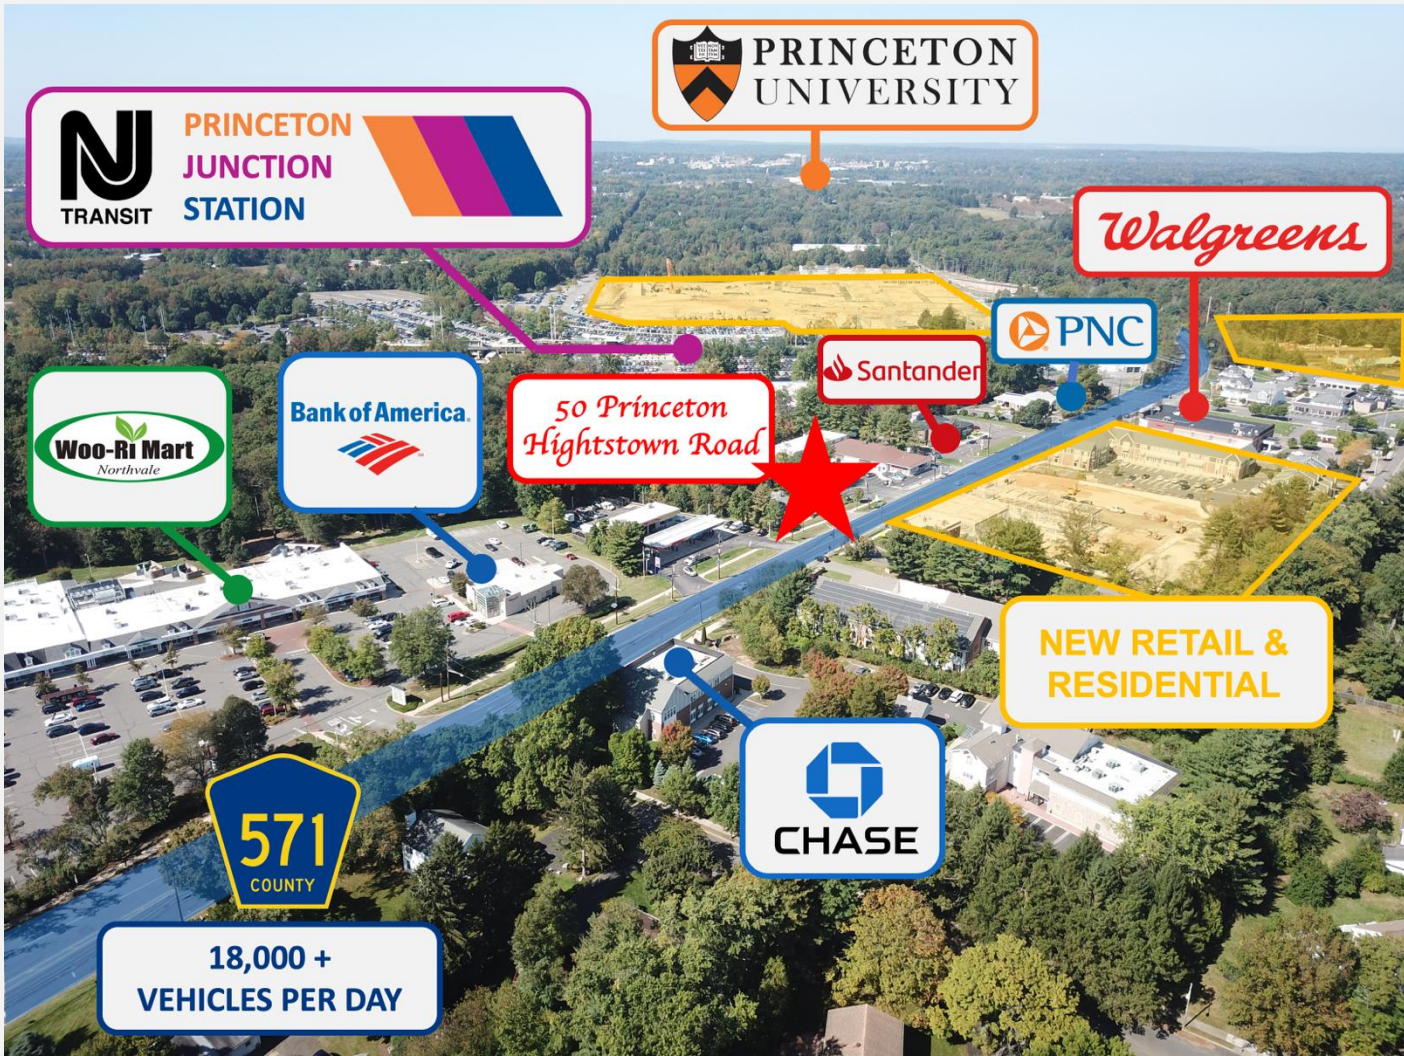 PRINCETON
UNIVERSITY
NJ
TRANSIT
PRINCETON
JUNCTION
STATION
Walgreens
PNC
Santander
50 Princeton
Hightstown Road
Bank of America
Woo-Ri Mart
Northvale
NEW RETAIL &
RESIDENTIAL
CHASE
571
COUNTY
18,000 +
VEHICLES PER DAY